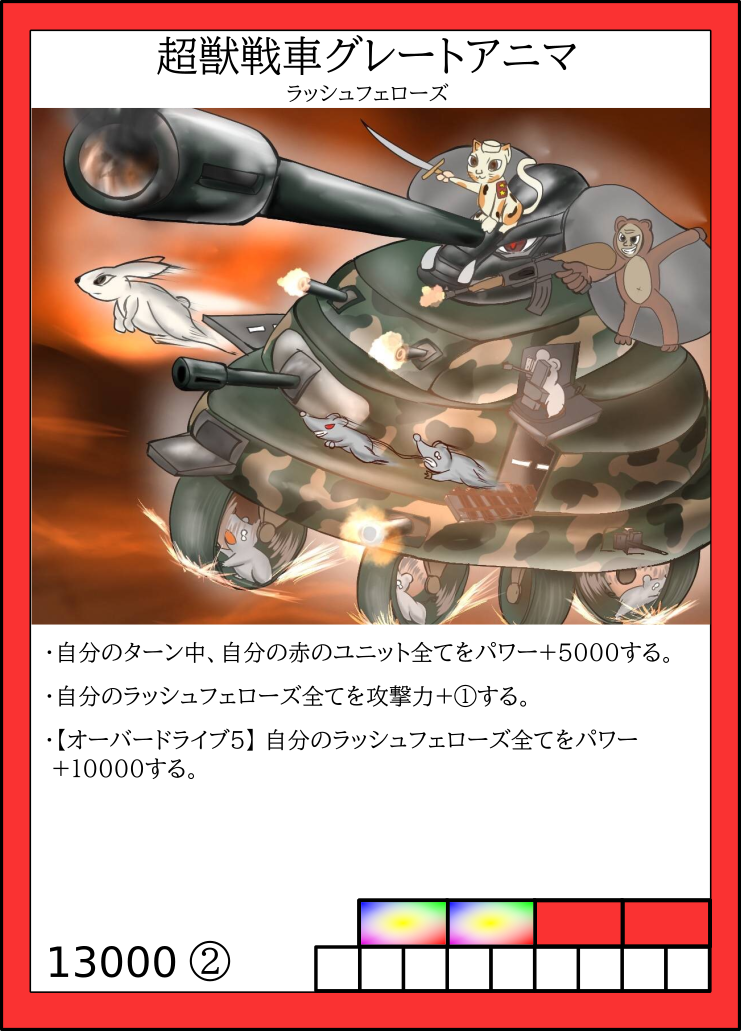 超獣戦車グレートアニマ
ラッシュフェローズ
・自分のターン中、自分の赤のユニット全てをパワー＋5000する。
・自分のラッシュフェローズ全てを攻撃力＋①する。
・【オーバードライブ5】 自分のラッシュフェローズ全てをパワー
＋10000する。
13000 ②